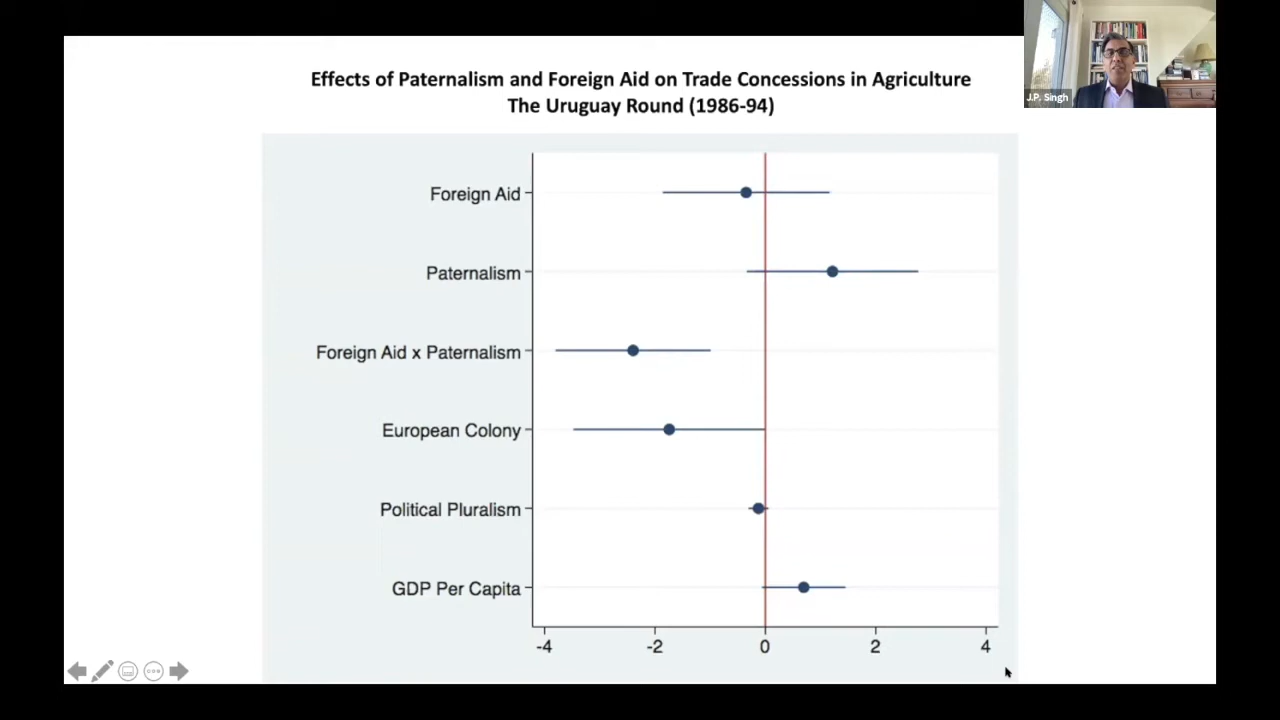 Effects of Paternalism and Foreign Aid on Trade Concessions in Agriculture
The Uruguay Round (1986-94)
J.P. Singh
Foreign Aid
Paternalism
Foreign Aid x Paternalism
European Colony
Political Pluralism
GDP Per Capita
-4 -2 0 2 4